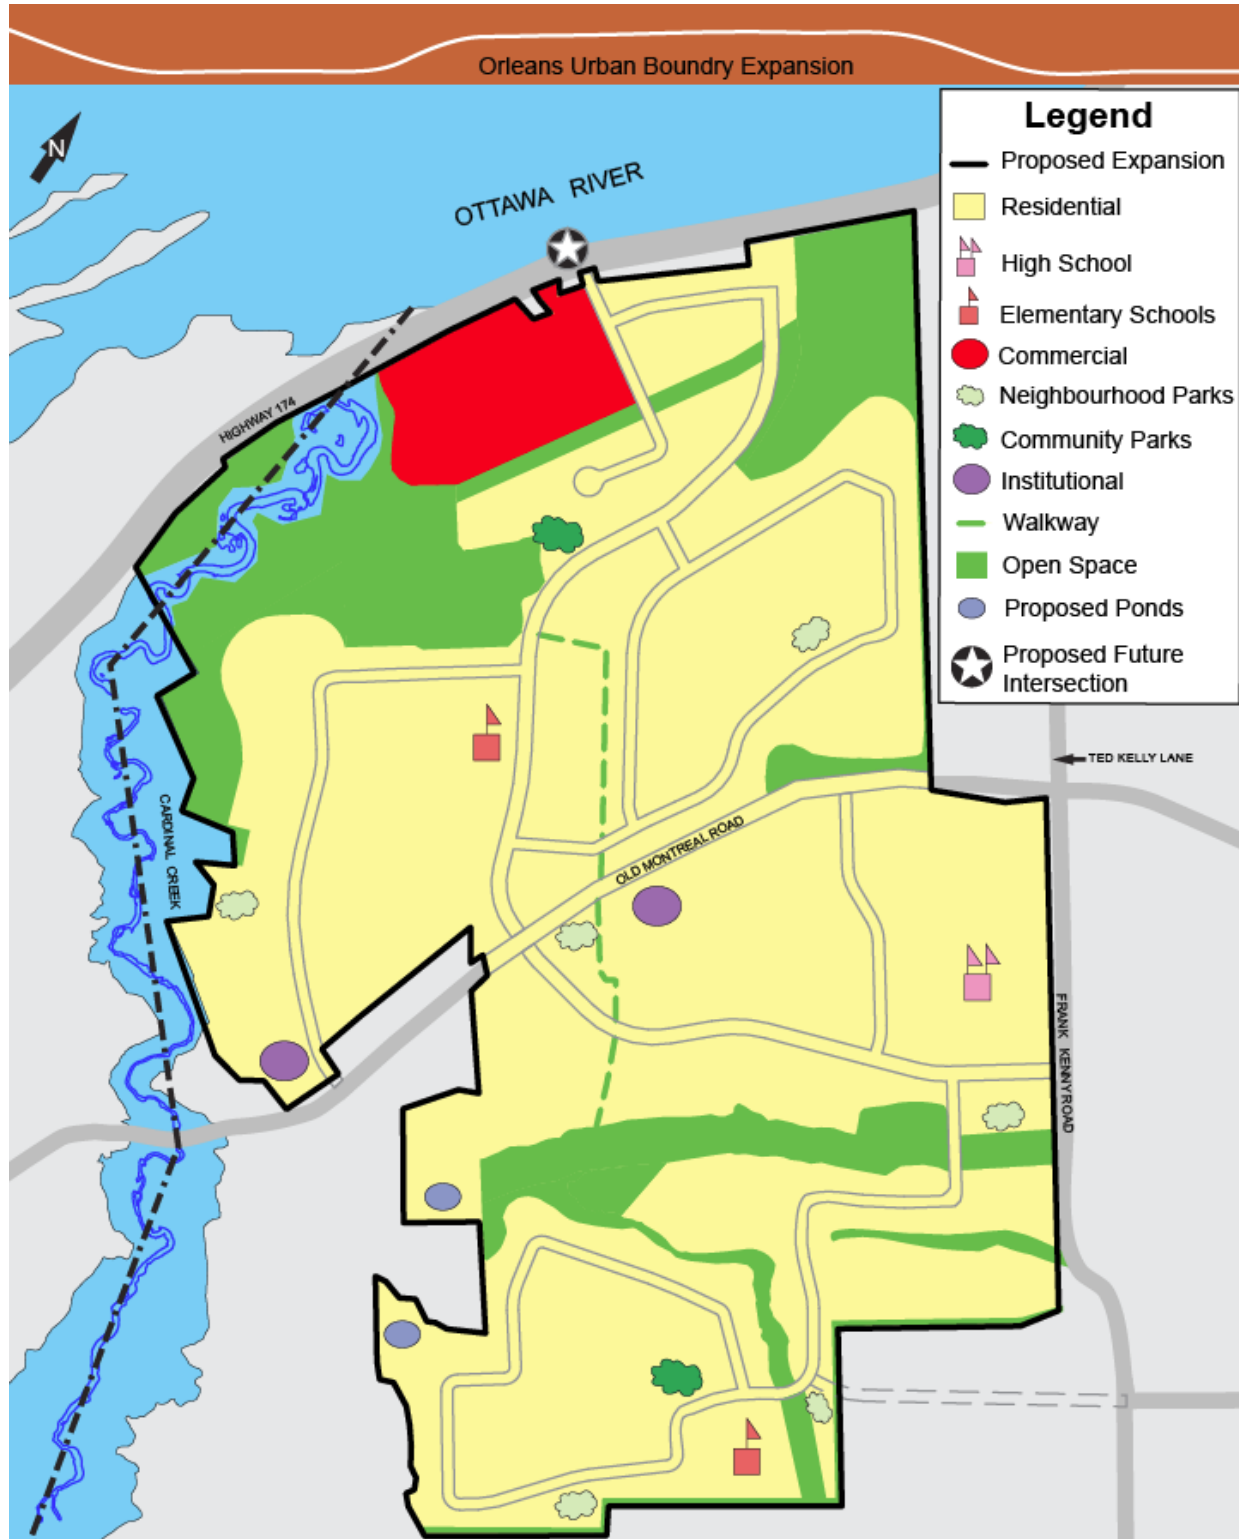 Orleans Urban Boundry Expansion
N
OTTAWA RIVER
Legend
Proposed Expansion
Residential
High School
Elementary Schools
Commercial
Neighbourhood Parks
Community Parks
Institutional
Walkway
Open Space
Proposed Ponds
Proposed Future
Intersection
HIGHWAY 174
TED KELLY LANE
CARDINAL CREEK
OLD MONTREAL ROAD
FRANK KENNY ROAD